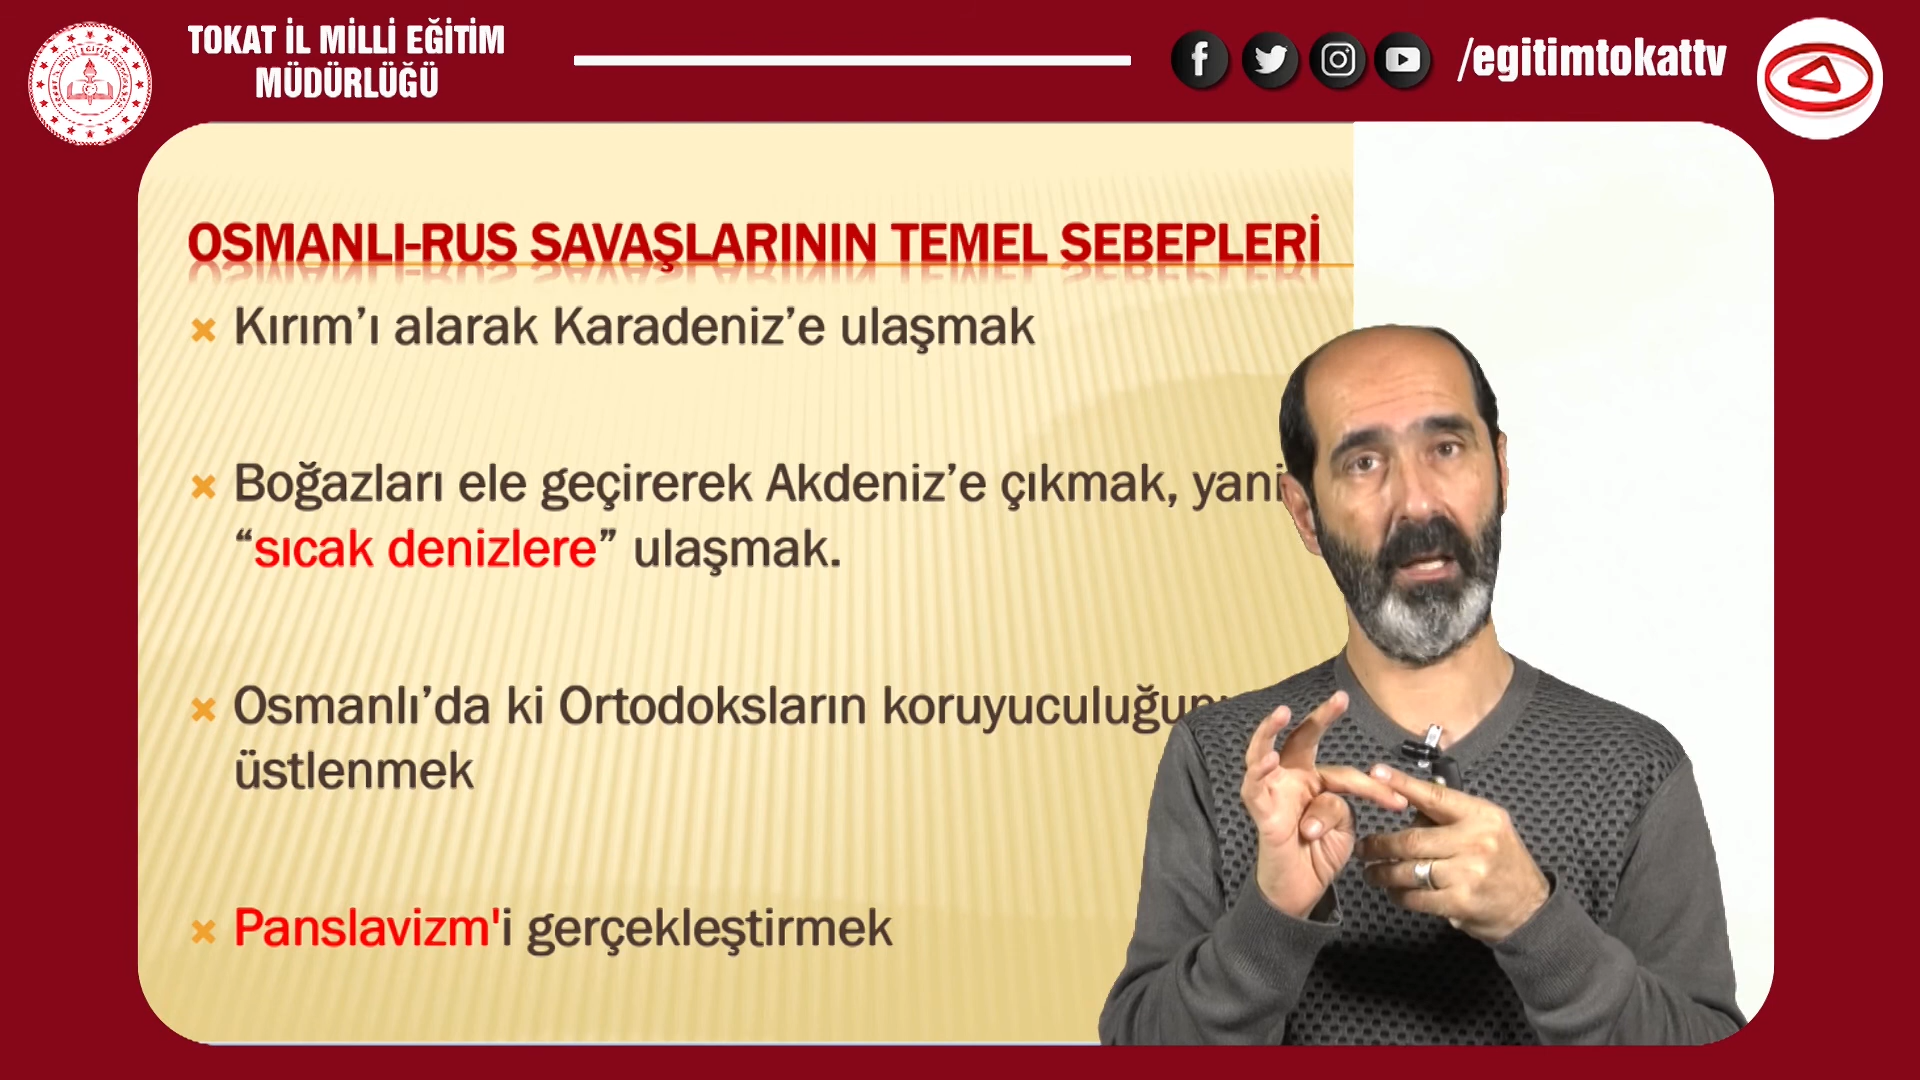 TOKAT İL MİLLİ EĞİTİM
MÜDÜRLÜĞÜ
/egitimtokattv
OSMANLI-RUS SAVAŞLARININ TEMEL SEBEPLERİ
Kırım’ı alarak Karadeniz’e ulaşmak
Boğazları ele geçirerek Akdeniz’e çıkmak, yani
“sıcak denizlere” ulaşmak.
Osmanlı’da ki Ortodoksların
üstlenmek
Panslavizm'i gerçekleştirmek